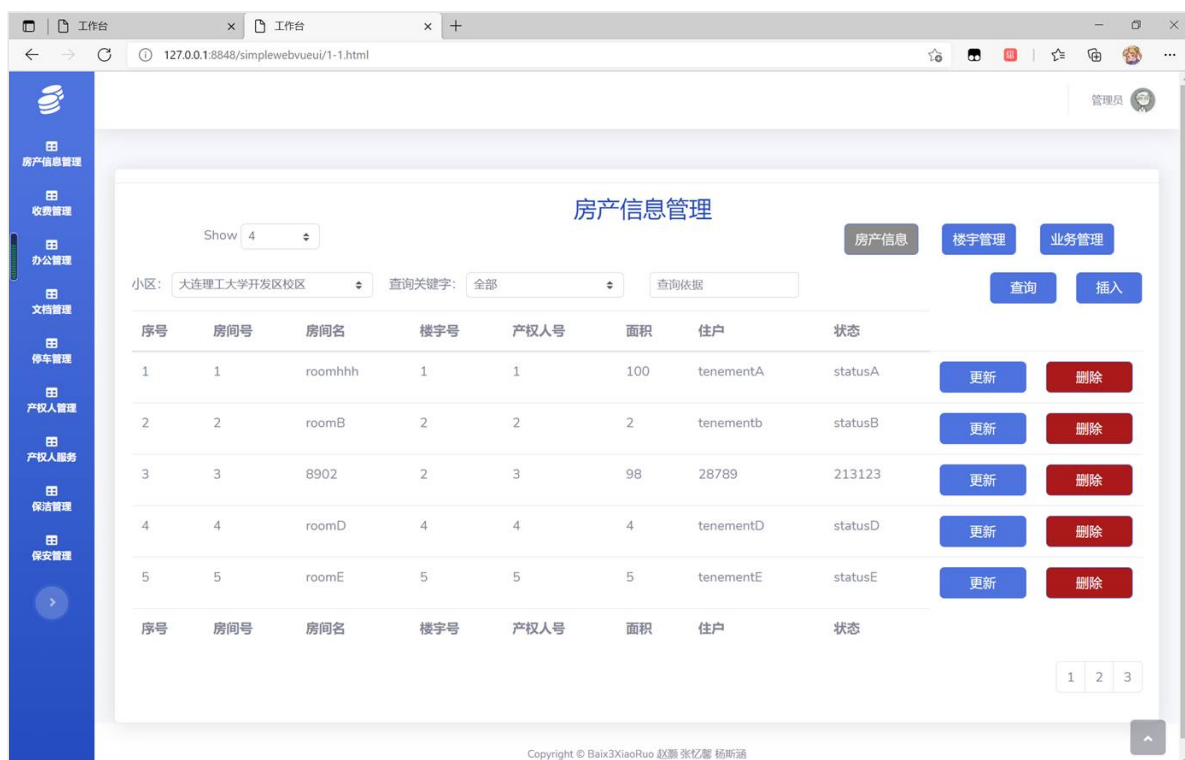 工作台 工作台
127.0.0.1:8848/simplewebvueui/1-1.html
管理员
房产信息管理
收费管理
办公管理
文档管理
停车管理
产权人管理
产权人服务
保洁管理
保安管理
房产信息管理
Show 4 房产信息 楼宇管理 业务管理
小区: 大连理工大学开发区校区 查询关键字: 全部 查询依据 查询 插入
序号 房间号 房间名 楼宇号 产权人号 面积 住户 状态
1 1 roomhhh 1 1 100 tenementA statusA 更新 删除
2 2 roomB 2 2 2 tenementb statusB 更新 删除
3 3 8902 2 3 98 28789 213123 更新 删除
4 4 roomD 4 4 4 tenementD statusD 更新 删除
5 5 roomE 5 5 5 tenementE statusE 更新 删除
序号 房间号 房间名 楼宇号 产权人号 面积 住户 状态
1 2 3
Copyright © Baix3XiaoRuo 赵灏 张忆馨 杨斯涵